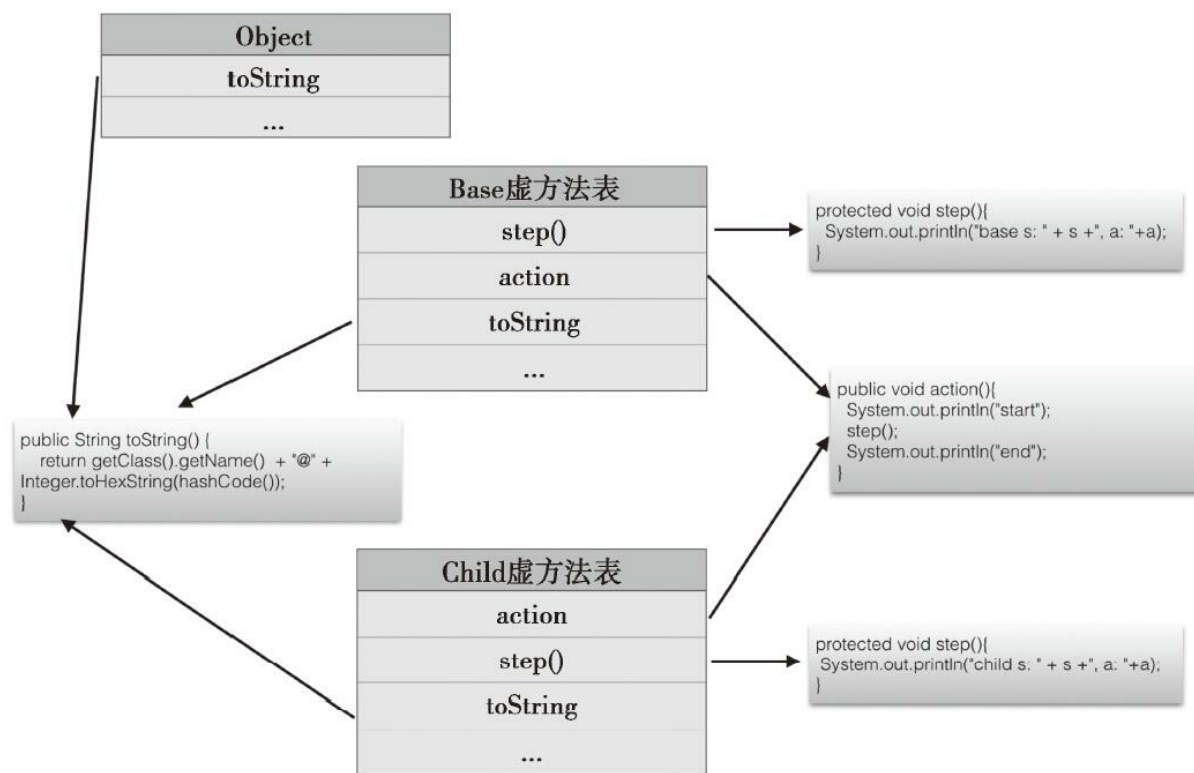 Object
toString
...
Base虚方法表
step()
action
toString
...
protected void step(){
System.out.println("base s: " + s +", a: "+a);
}
public void action(){
System.out.println("start");
step();
System.out.println("end");
}
public String toString() {
return getClass().getName() + "@" +
Integer.toHexString(hashCode());
}
Child虚方法表
action
step()
toString
...
protected void step(){
System.out.println("child s: " + s +", a: "+a);
}